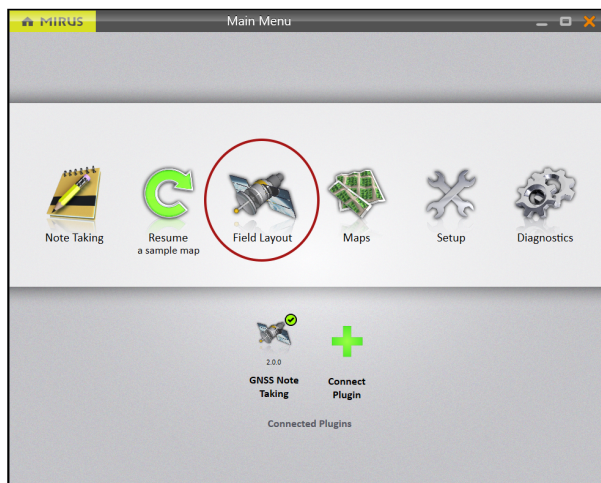 MIRUS
Main Menu
Note Taking
Resume
a sample map
Field Layout
Maps
Setup
Diagnostics
2.0.0
GNSS Note
Taking
Connect
Plugin
Connected Plugins